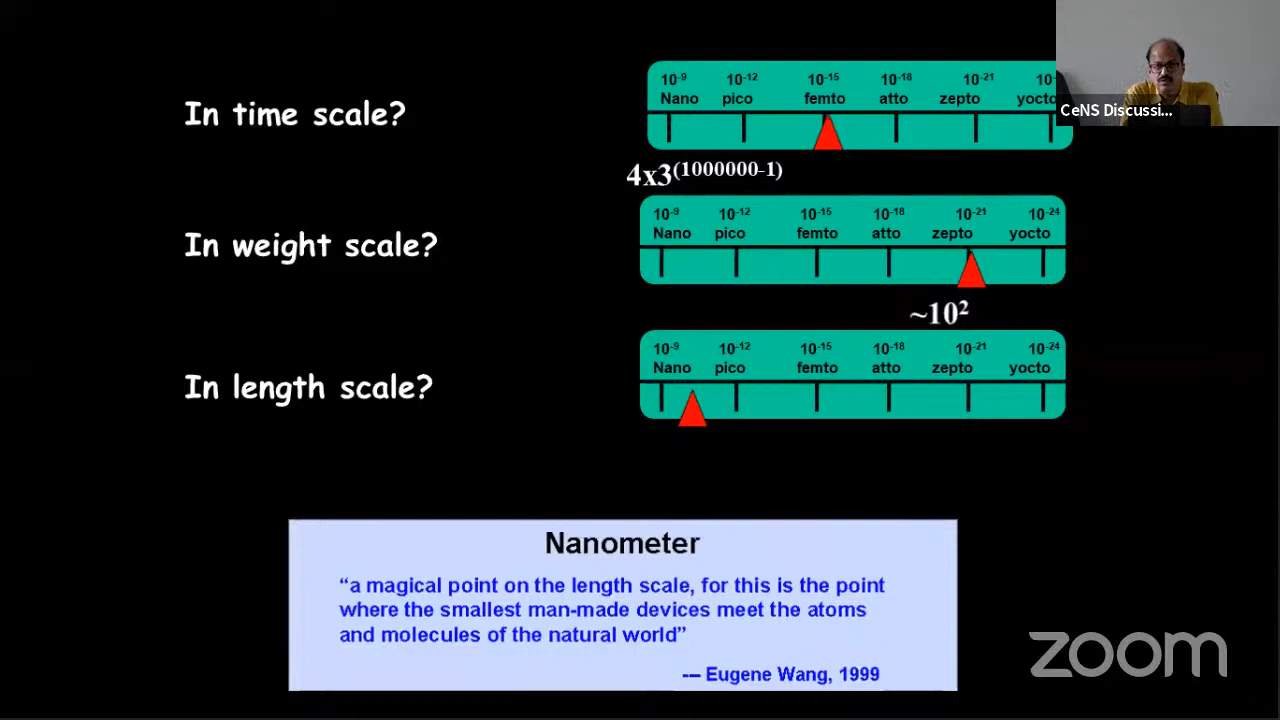 In time scale?
10⁻⁹ 10⁻¹² 10⁻¹⁵ 10⁻¹⁸ 10⁻²¹ 10⁻
Nano pico femto atto zepto yocto
CeNS Discussi...
4x3⁽¹⁰⁰⁰⁰⁰⁰⁻¹⁾
In weight scale?
10⁻⁹ 10⁻¹² 10⁻¹⁵ 10⁻¹⁸ 10⁻²¹ 10⁻²⁴
Nano pico femto atto zepto yocto
~10²
In length scale?
10⁻⁹ 10⁻¹² 10⁻¹⁵ 10⁻¹⁸ 10⁻²¹ 10⁻²⁴
Nano pico femto atto zepto yocto
Nanometer
“a magical point on the length scale, for this is the point
where the smallest man-made devices meet the atoms
and molecules of the natural world”
--- Eugene Wang, 1999
zoom